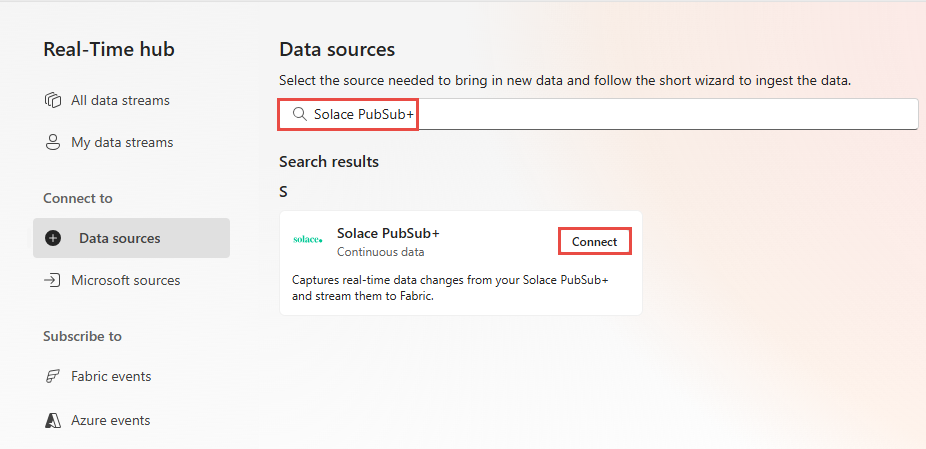 Real-Time hub
All data streams
My data streams
Connect to
Data sources
Microsoft sources
Subscribe to
Fabric events
Azure events
Data sources
Select the source needed to bring in new data and follow the short wizard to ingest the data.
Solace PubSub+
Search results
S
solace.
Solace PubSub+
Continuous data
Connect
Captures real-time data changes from your Solace PubSub+
and stream them to Fabric.